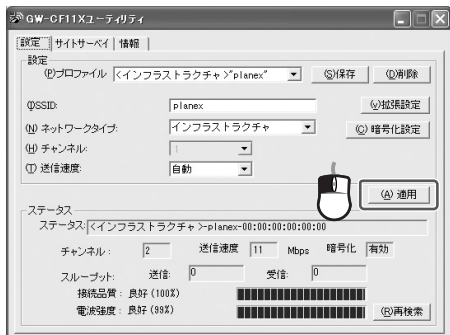 GW-CF11Xユーティリティ
設定 サイトサーベイ 情報
設定
(P)プロファイル <インフラストラクチャ>"planex" (S)保存 (D)削除
(I)SSID: planex (V)拡張設定
(N) ネットワークタイプ: インフラストラクチャ (C) 暗号化設定
(H) チャンネル: 1
(T) 送信速度: 自動
(A) 適用
ステータス
ステータス: <インフラストラクチャ>-planex-00:00:00:00:00:00
チャンネル: 2 送信速度 11 Mbps 暗号化 有効
スループット: 送信: 0 受信: 0
接続品質: 良好 (100%)
電波強度: 良好 (99%) (R)再検索